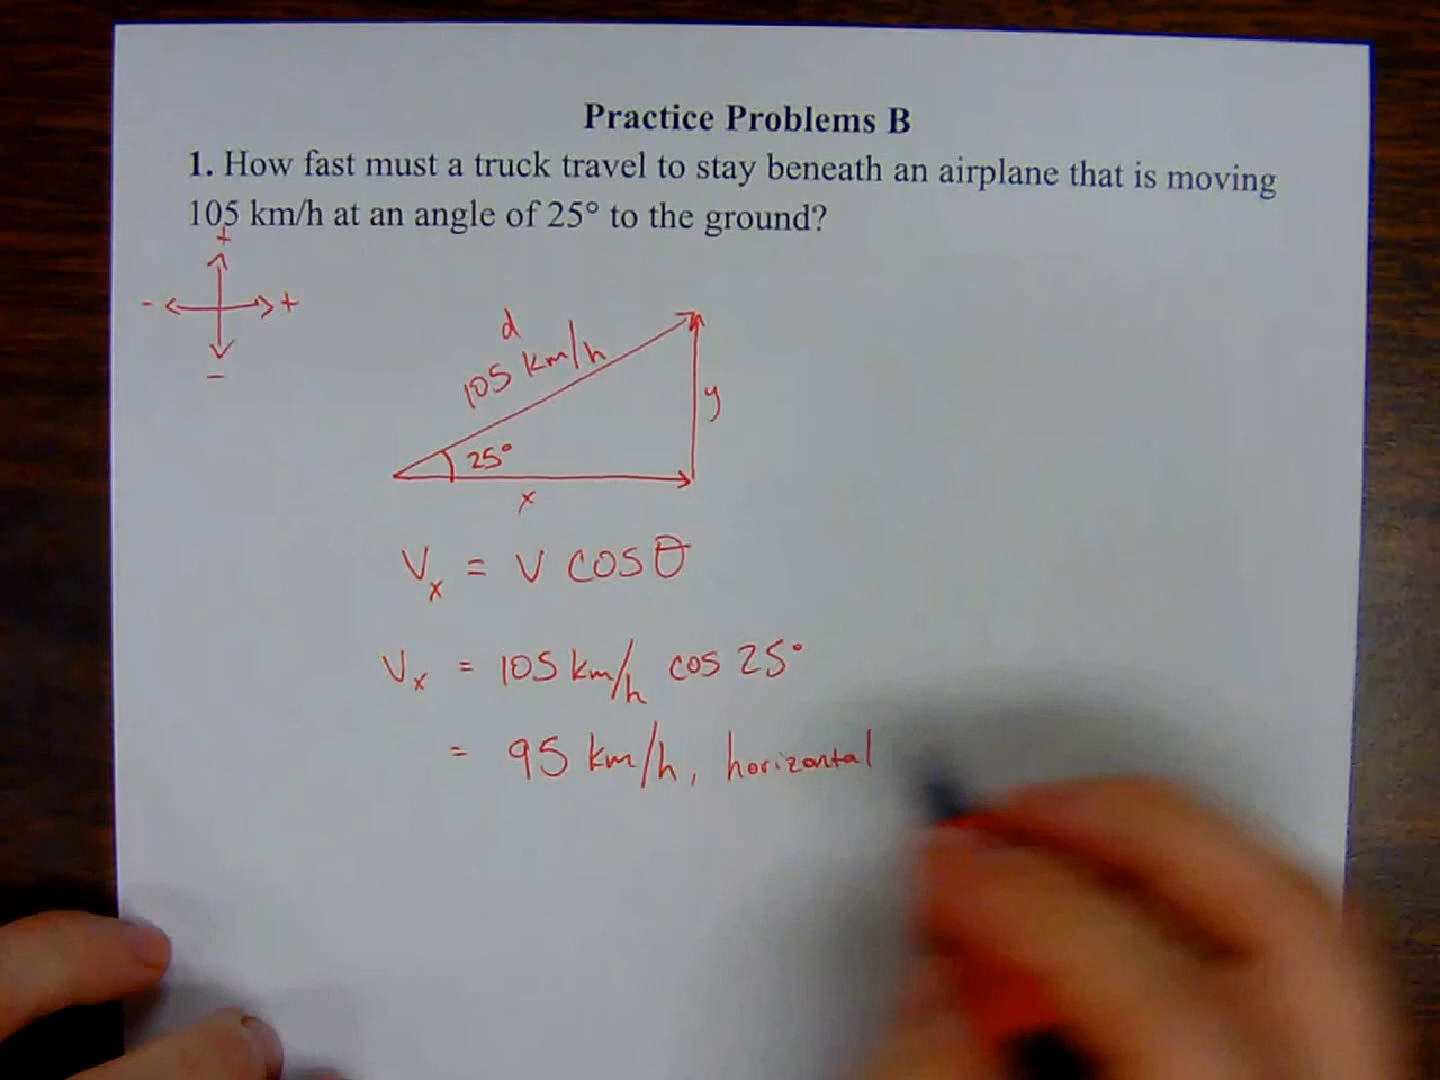 Practice Problems B
1. How fast must a truck travel to stay beneath an airplane that is moving
105 km/h at an angle of 25° to the ground?
+
- +
-
d
105 km/h
y
25°
x
Vx = V cos θ
Vx = 105 km/h cos 25°
= 95 km/h, horizontal